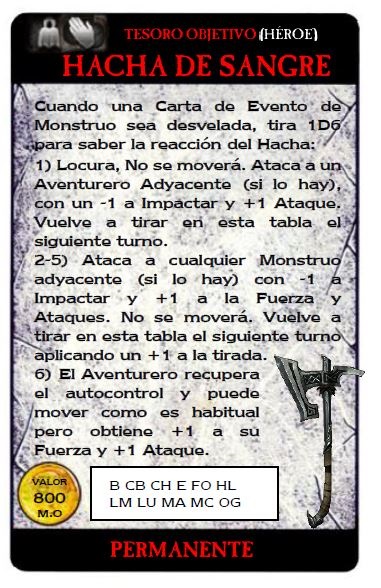 TESORO OBJETIVO (HÉROE)
HACHA DE SANGRE
Cuando una Carta de Evento de
Monstruo sea desvelada, tira 1D6
para saber la reacción del Hacha:
1) Locura, No se moverá. Ataca a un
Aventurero Adyacente (si lo hay),
con un -1 a Impactar y +1 Ataque.
Vuelve a tirar en esta tabla el
siguiente turno.
2-5) Ataca a cualquier Monstruo
adyacente (si lo hay) con -1 a
Impactar y +1 a la Fuerza y
Ataques. No se moverá. Vuelve a
tirar en esta tabla el siguiente turno
aplicando un +1 a la tirada.
6) El Aventurero recupera
el autocontrol y puede
mover como es habitual
pero obtiene +1 a su
Fuerza y +1 Ataque.
VALOR
800
M.O
B CB CH E FO HL
LM LU MA MC OG
PERMANENTE